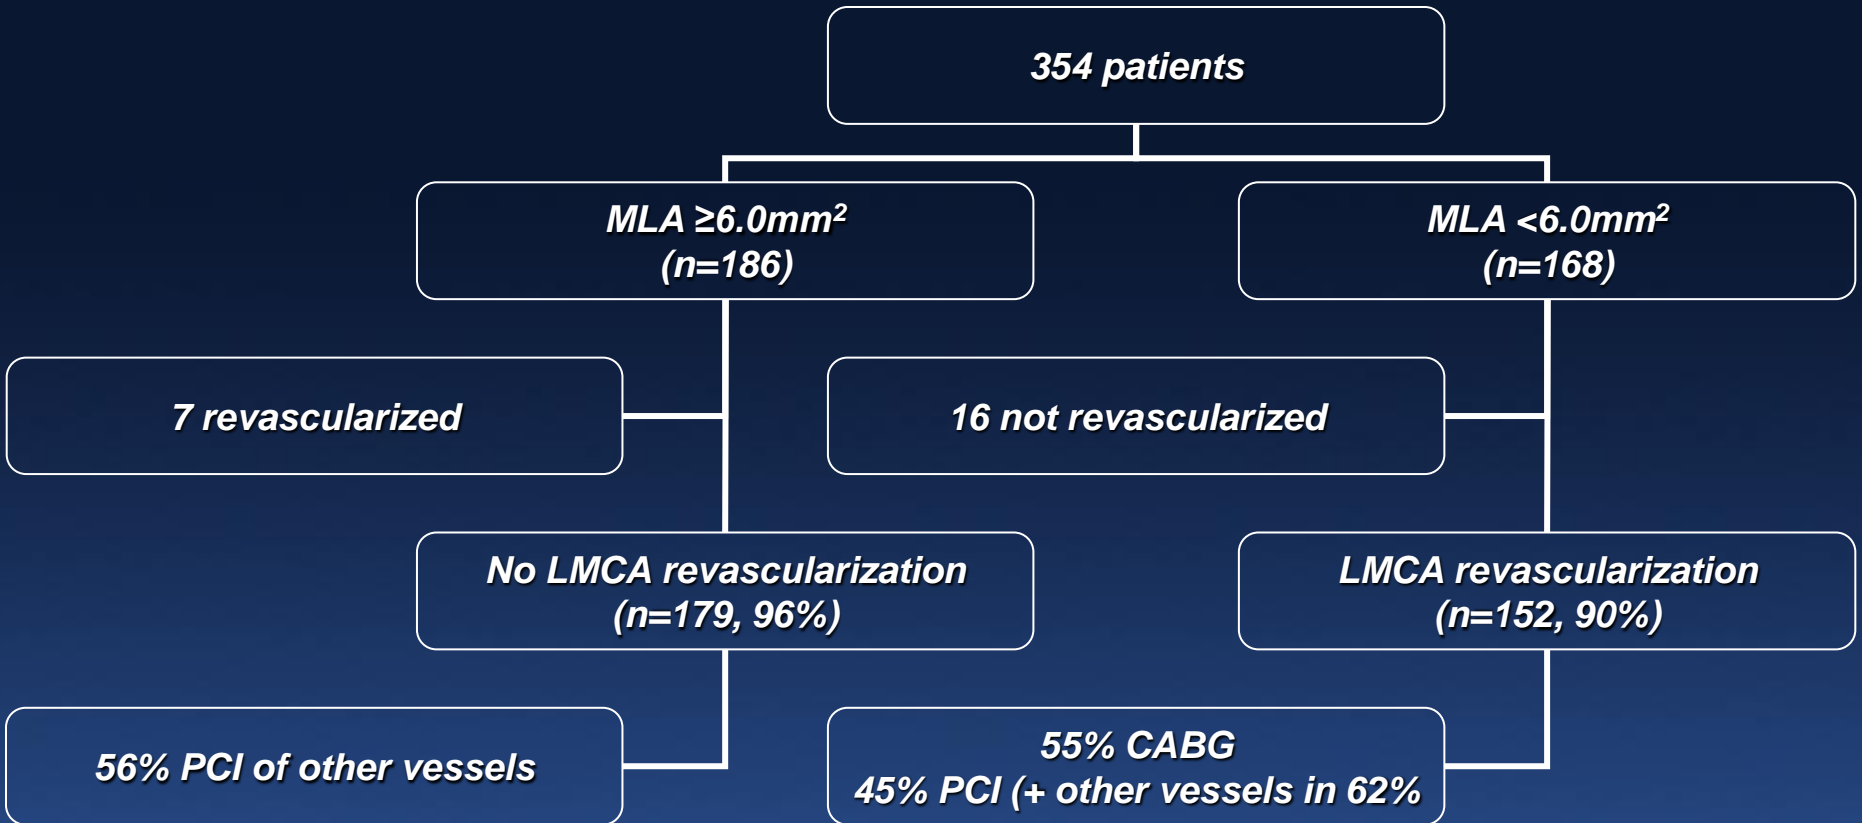 354 patients
MLA ≥6.0mm²
(n=186)
MLA <6.0mm²
(n=168)
7 revascularized
16 not revascularized
No LMCA revascularization
(n=179, 96%)
LMCA revascularization
(n=152, 90%)
56% PCI of other vessels
55% CABG
45% PCI (+ other vessels in 62%